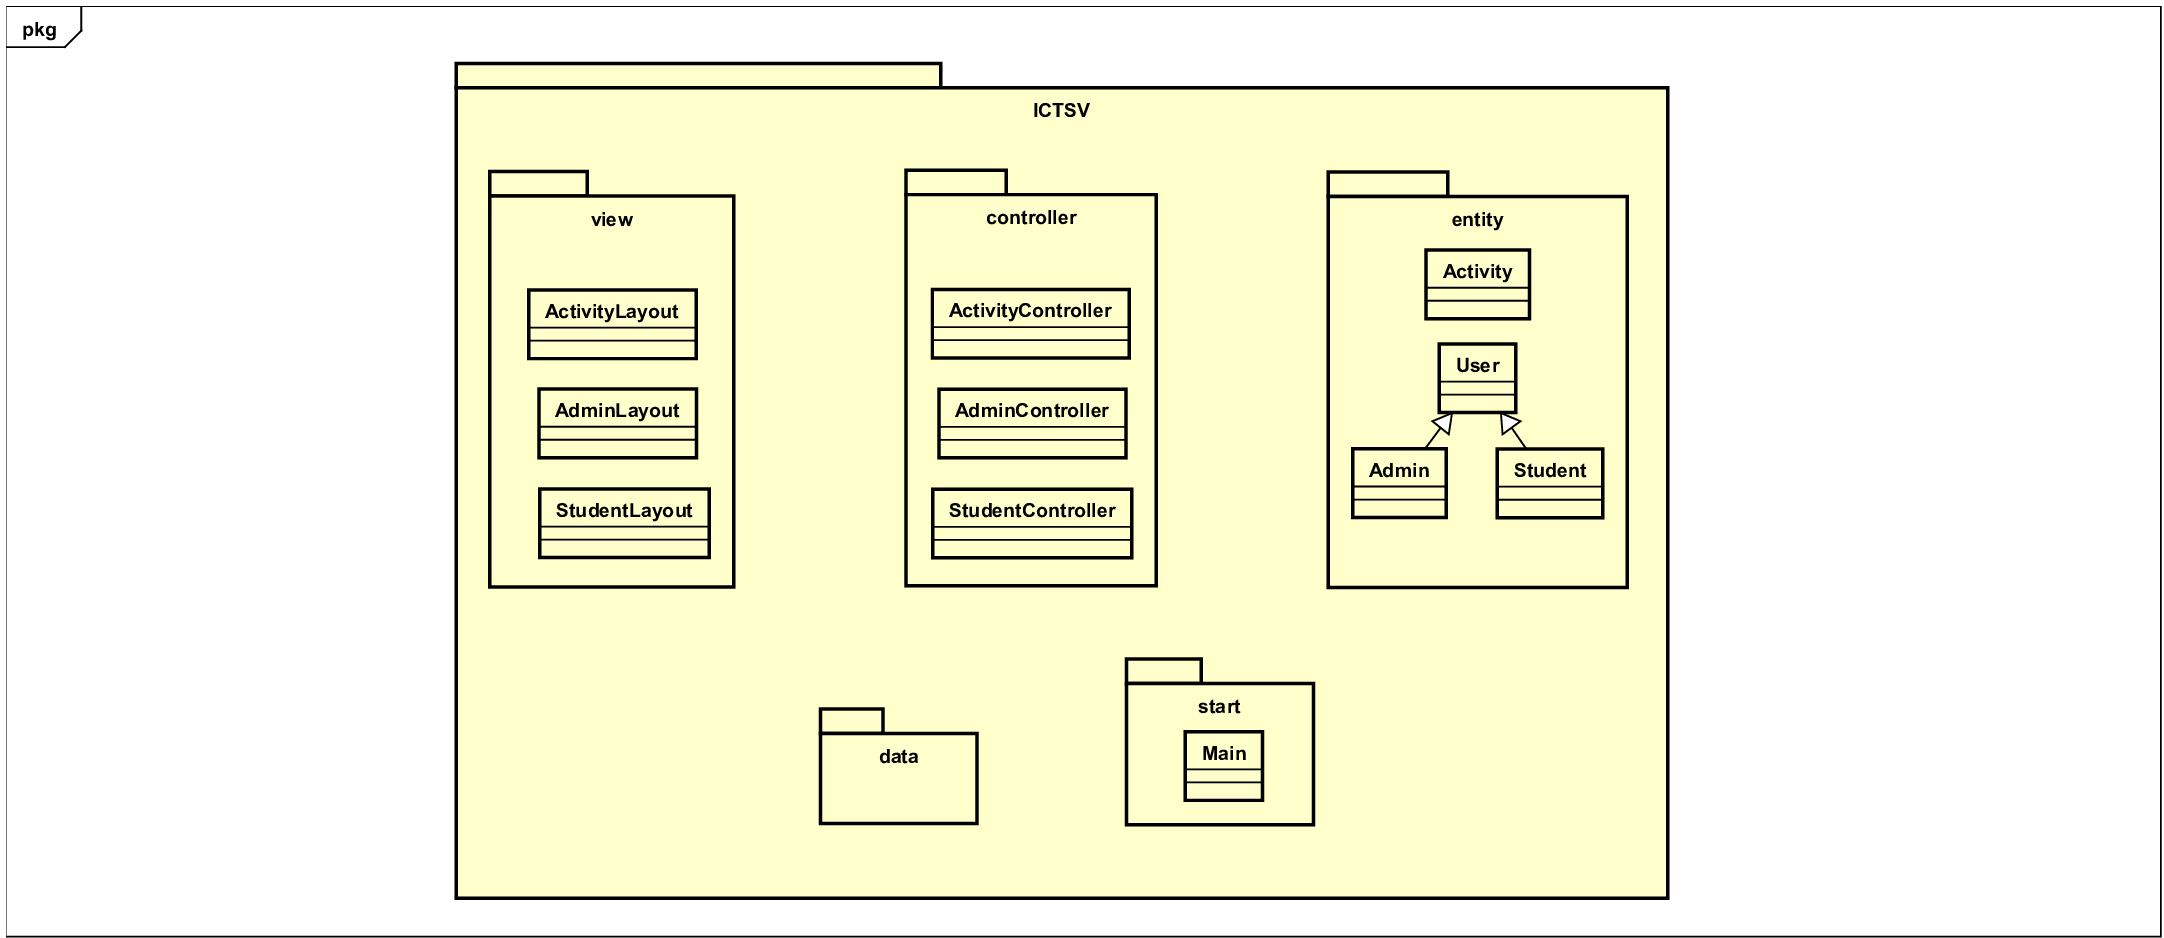 pkg
ICTSV
view
ActivityLayout
AdminLayout
StudentLayout
controller
ActivityController
AdminController
StudentController
entity
Activity
User
Admin
Student
data
start
Main